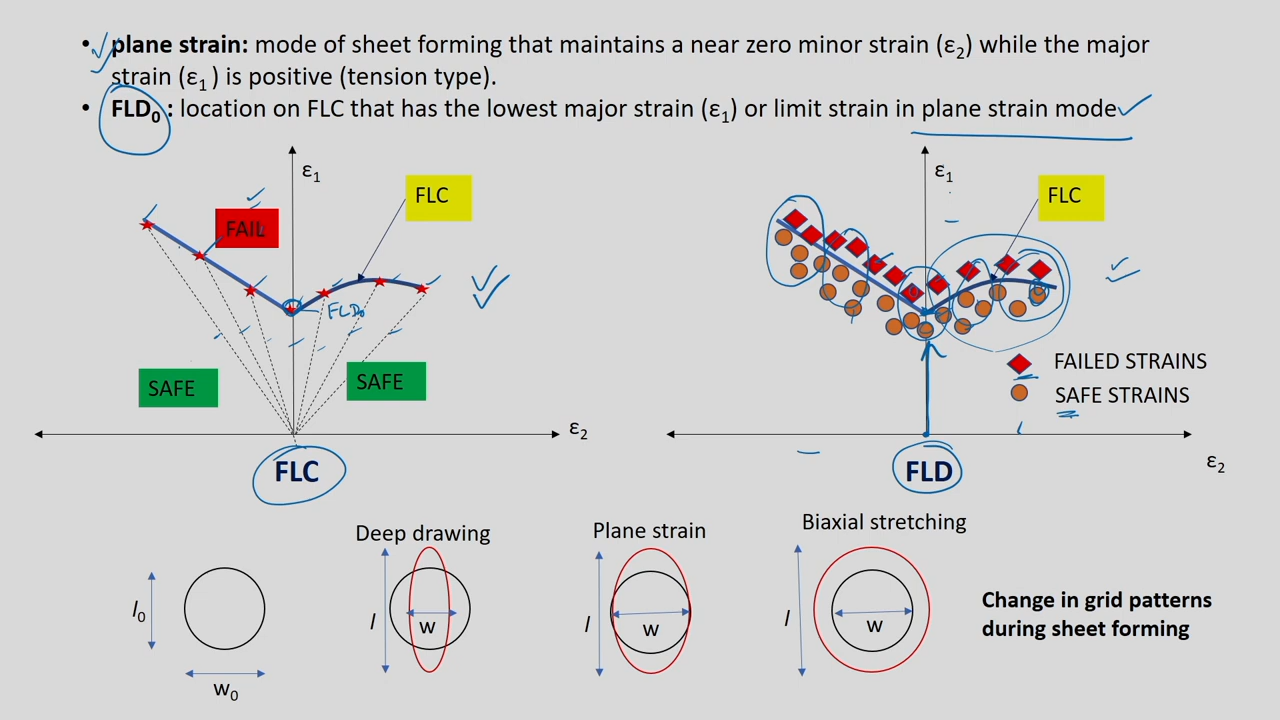 • plane strain: mode of sheet forming that maintains a near zero minor strain (ε2) while the major
strain (ε1 ) is positive (tension type).
• FLD0 : location on FLC that has the lowest major strain (ε1) or limit strain in plane strain mode
ε1
FLC
FAIL
FLD0
SAFE
SAFE
ε2
FLC
ε1
FLC
FAILED STRAINS
SAFE STRAINS
ε2
FLD
Deep drawing
Plane strain
Biaxial stretching
l0
w0
l
w
l
w
l
w
Change in grid patterns
during sheet forming